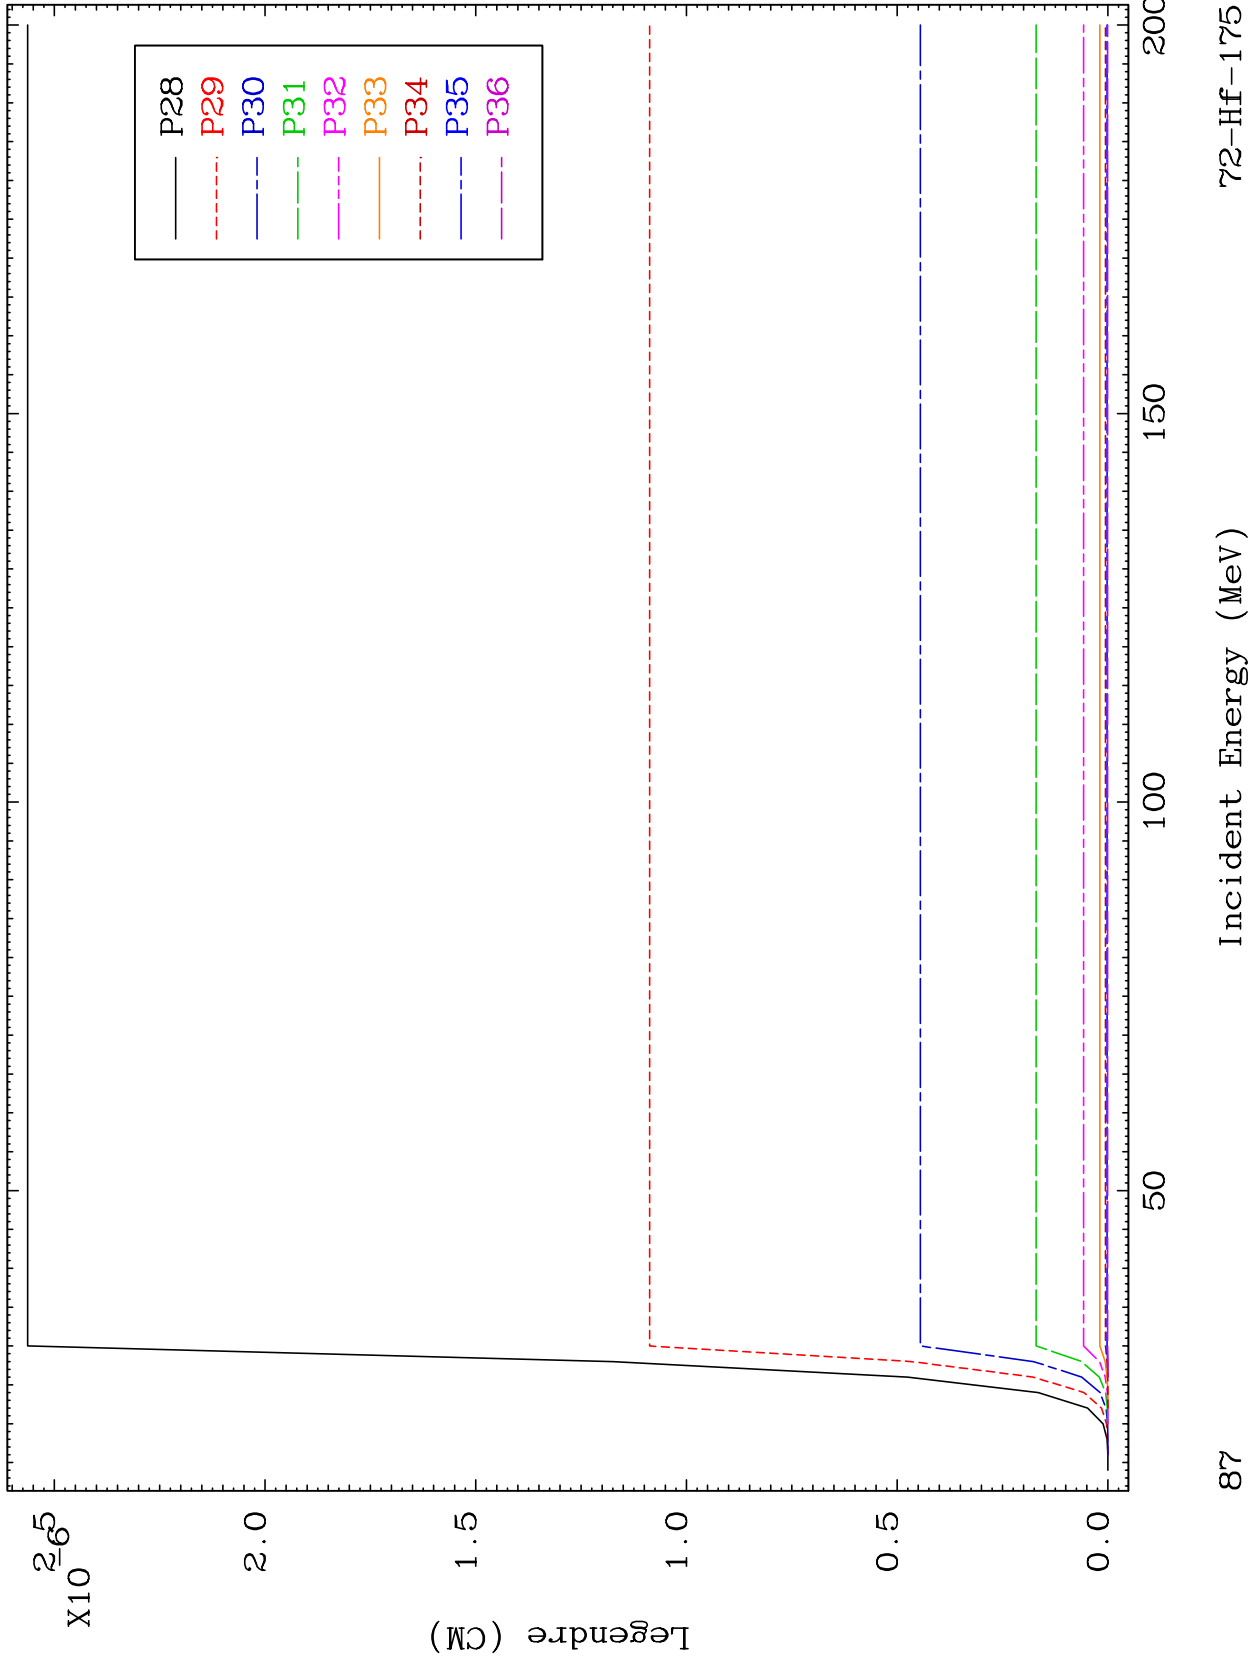 P28
P29
P30
P31
P32
P33
P34
P35
P36
X10
-6
2.5
2.0
1.5
1.0
0.5
0.0
Legendre (CM)
50
100
150
200
87
Incident Energy (MeV)
72-Hf-175